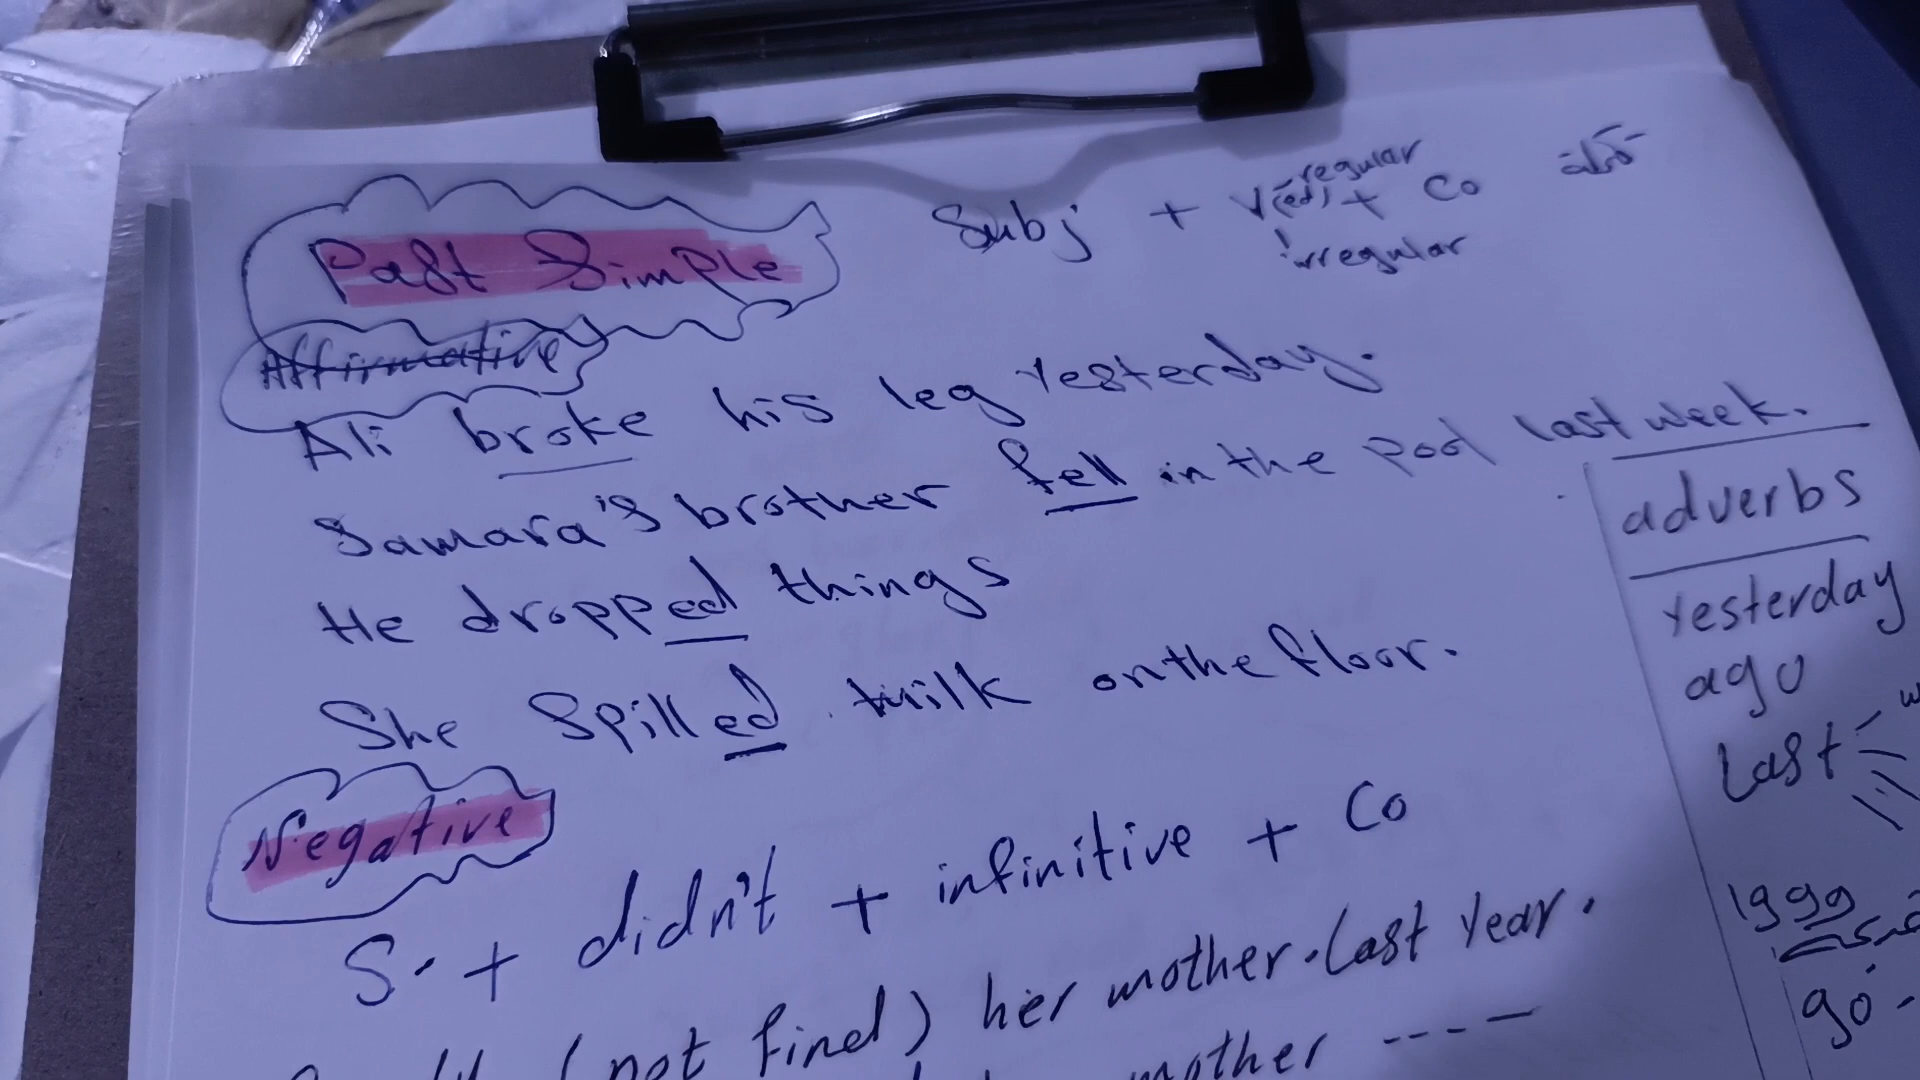 Past Simple
Subj + V(ed) + Co
regular
irregular
Affirmative
Ali broke his leg yesterday.
Samara's brother fell in the pool last week.
He dropped things
She spilled milk on the floor.
Negative
S. + didn't + infinitive + Co
(not find) her mother. last year.
mother ----
adverbs
yesterday
ago
last
1999
go